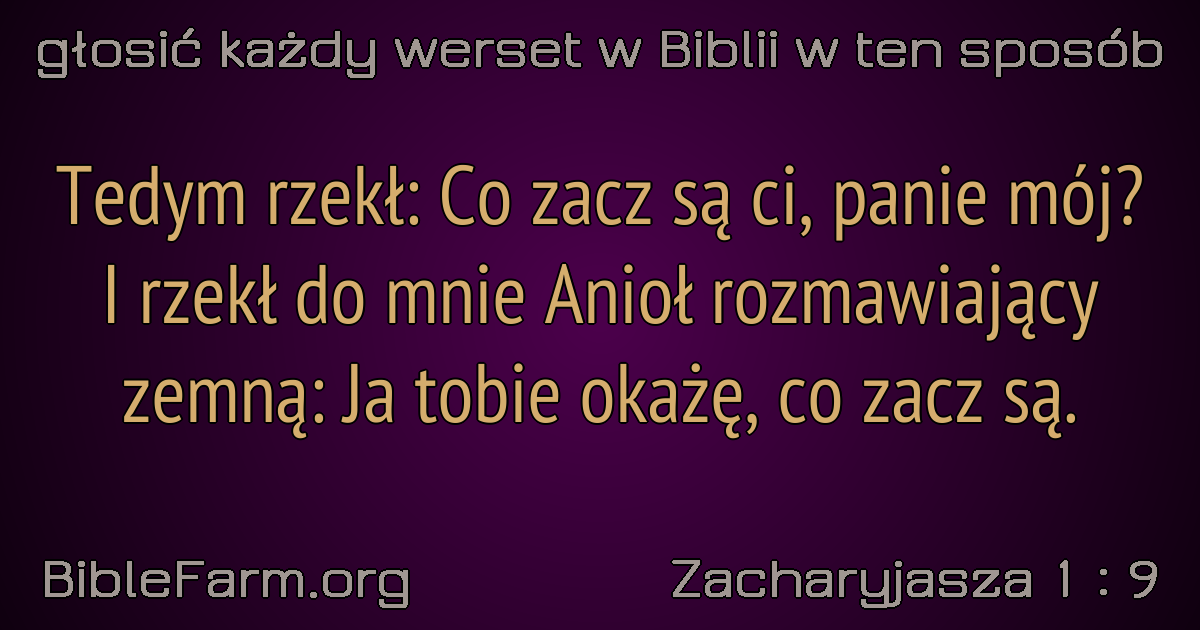 głosić każdy werset w Biblii w ten sposób
Tedym rzekł: Co zacz są ci, panie mój?
I rzekł do mnie Anioł rozmawiający
zemną: Ja tobie okażę, co zacz są.
BibleFarm.org
Zacharyjasza 1 : 9